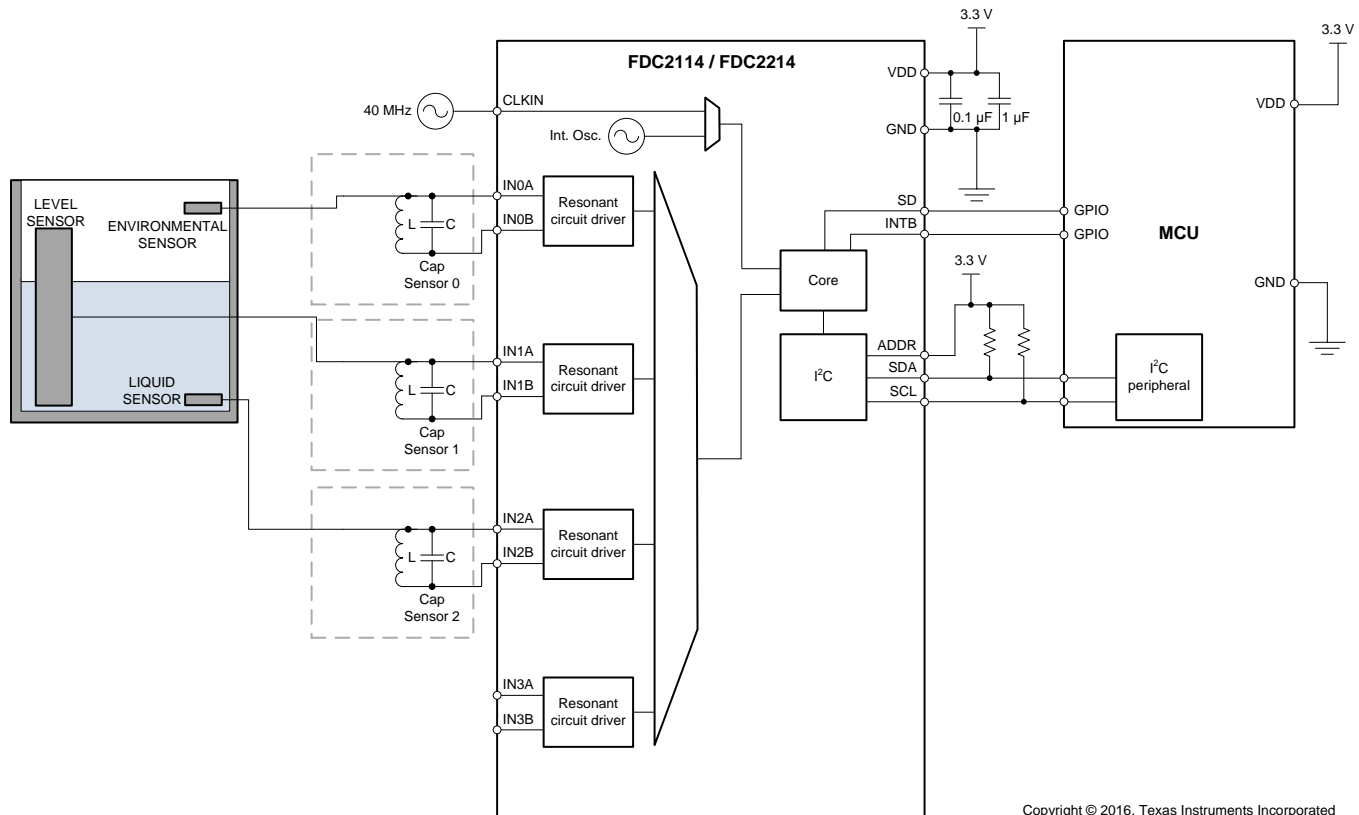 FDC2114 / FDC2214
3.3 V
3.3 V
VDD
VDD
40 MHz
CLKIN
Int. Osc.
0.1 µF
1 µF
GND
LEVEL
SENSOR
ENVIRONMENTAL
SENSOR
LIQUID
SENSOR
L
C
Cap
Sensor 0
IN0A
IN0B
Resonant
circuit driver
SD
INTB
GPIO
GPIO
MCU
Core
3.3 V
GND
L
C
Cap
Sensor 1
IN1A
IN1B
Resonant
circuit driver
I²C
ADDR
SDA
SCL
I²C
peripheral
L
C
Cap
Sensor 2
IN2A
IN2B
Resonant
circuit driver
IN3A
IN3B
Resonant
circuit driver
Copyright © 2016, Texas Instruments Incorporated